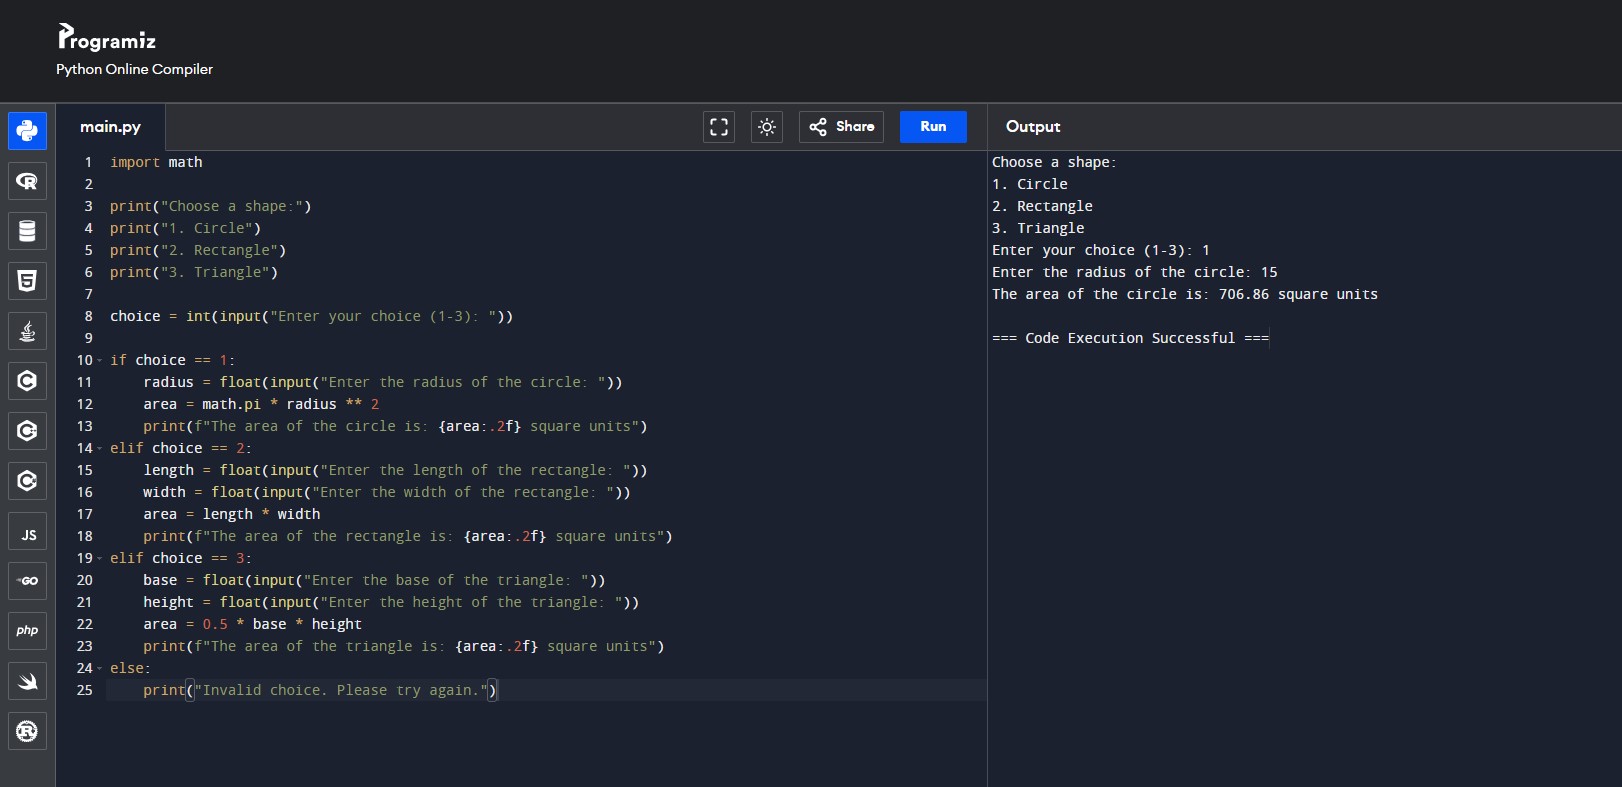 Programiz
Python Online Compiler
main.py
Share
Run
Output
1 import math
2
3 print("Choose a shape:")
4 print("1. Circle")
5 print("2. Rectangle")
6 print("3. Triangle")
7
8 choice = int(input("Enter your choice (1-3): "))
9
10 if choice == 1:
11     radius = float(input("Enter the radius of the circle: "))
12     area = math.pi * radius ** 2
13     print(f"The area of the circle is: {area:.2f} square units")
14 elif choice == 2:
15     length = float(input("Enter the length of the rectangle: "))
16     width = float(input("Enter the width of the rectangle: "))
17     area = length * width
18     print(f"The area of the rectangle is: {area:.2f} square units")
19 elif choice == 3:
20     base = float(input("Enter the base of the triangle: "))
21     height = float(input("Enter the height of the triangle: "))
22     area = 0.5 * base * height
23     print(f"The area of the triangle is: {area:.2f} square units")
24 else:
25     print("Invalid choice. Please try again.")
Choose a shape:
1. Circle
2. Rectangle
3. Triangle
Enter your choice (1-3): 1
Enter the radius of the circle: 15
The area of the circle is: 706.86 square units
=== Code Execution Successful ===
R
5
C
C
C
JS
GO
php
R